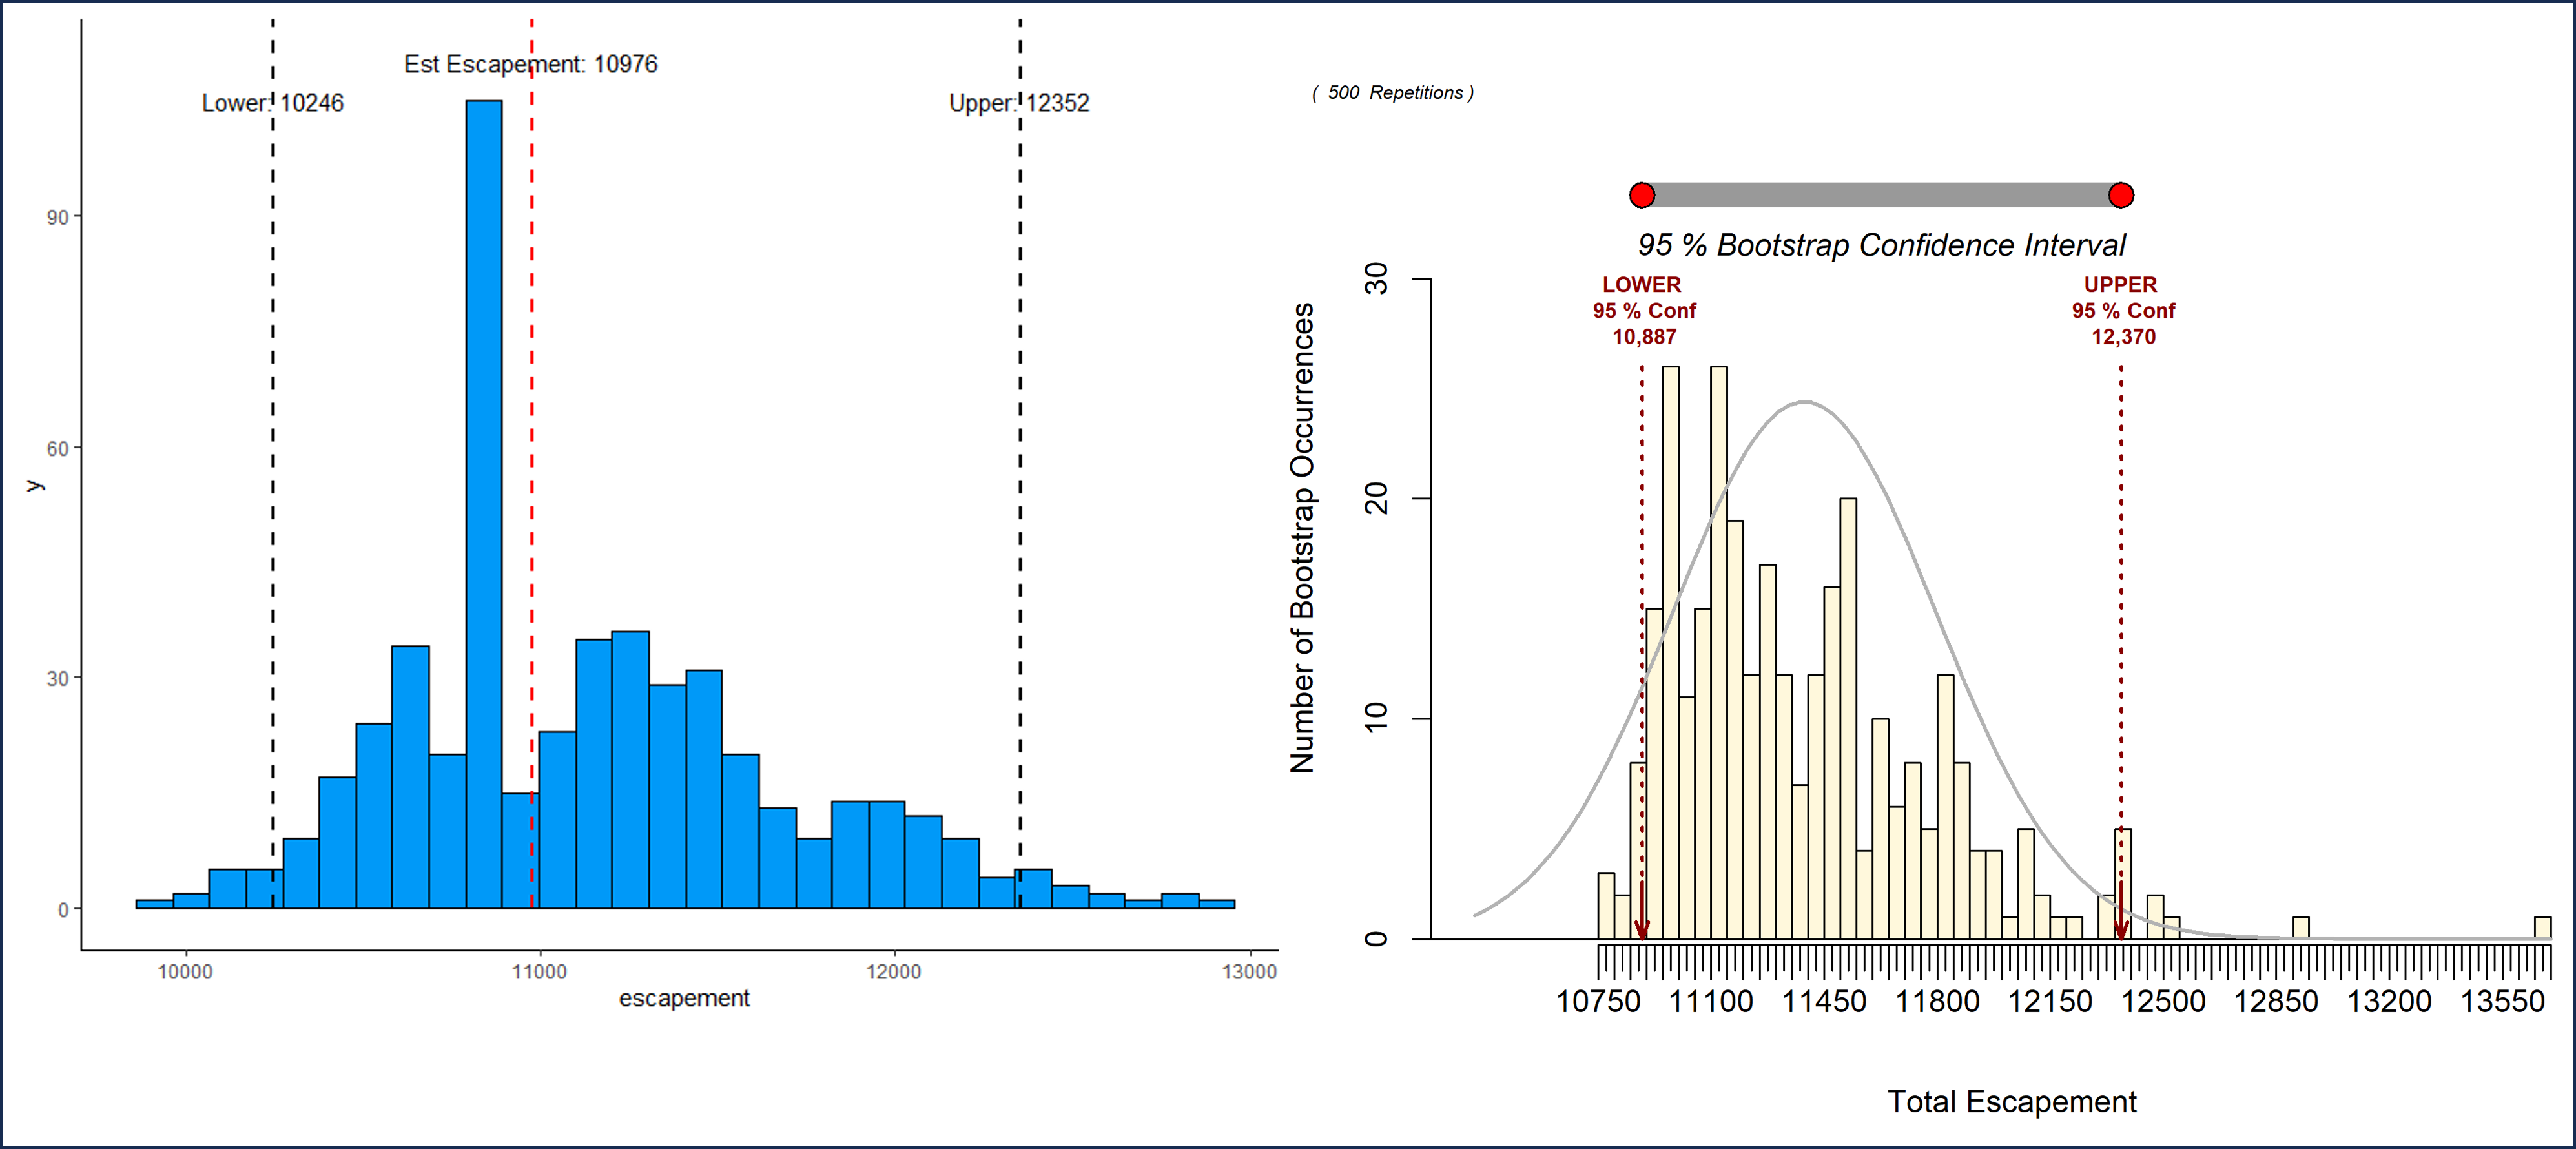 Est Escapement: 10976
Lower: 10246
Upper: 12352
90
60
30
0
y
10000 11000 12000 13000
escapement
( 500 Repetitions )
95 % Bootstrap Confidence Interval
LOWER
95 % Conf
10,887
UPPER
95 % Conf
12,370
30
20
10
0
Number of Bootstrap Occurrences
10750 11100 11450 11800 12150 12500 12850 13200 13550
Total Escapement